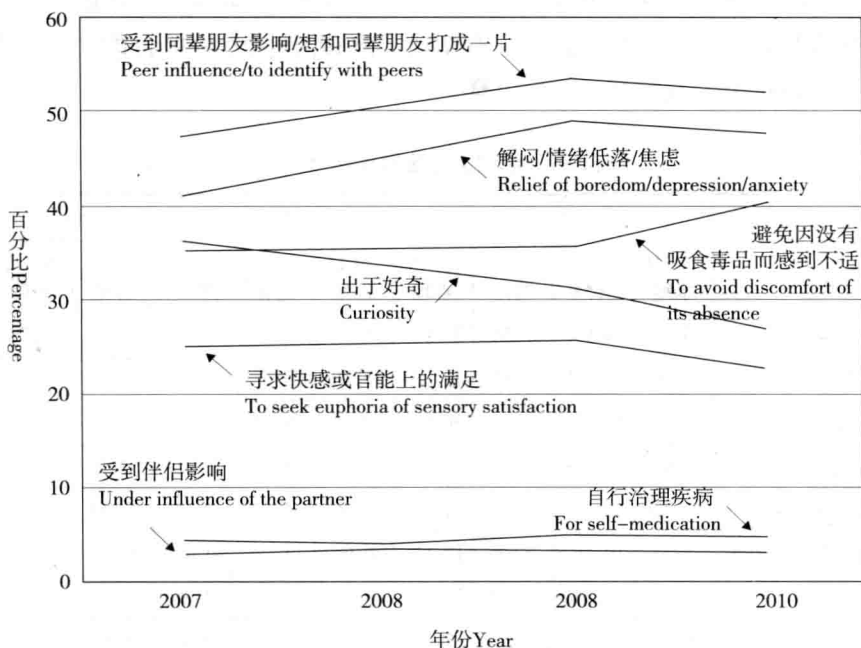 60
50
40
30
20
10
0
百分比Percentage
受到同辈朋友影响/想和同辈朋友打成一片
Peer influence/to identify with peers
解闷/情绪低落/焦虑
Relief of boredom/depression/anxiety
避免因没有
吸食毒品而感到不适
To avoid discomfort of
its absence
出于好奇
Curiosity
寻求快感或官能上的满足
To seek euphoria of sensory satisfaction
受到伴侣影响
Under influence of the partner
自行治理疾病
For self-medication
2007
2008
2008
2010
年份Year